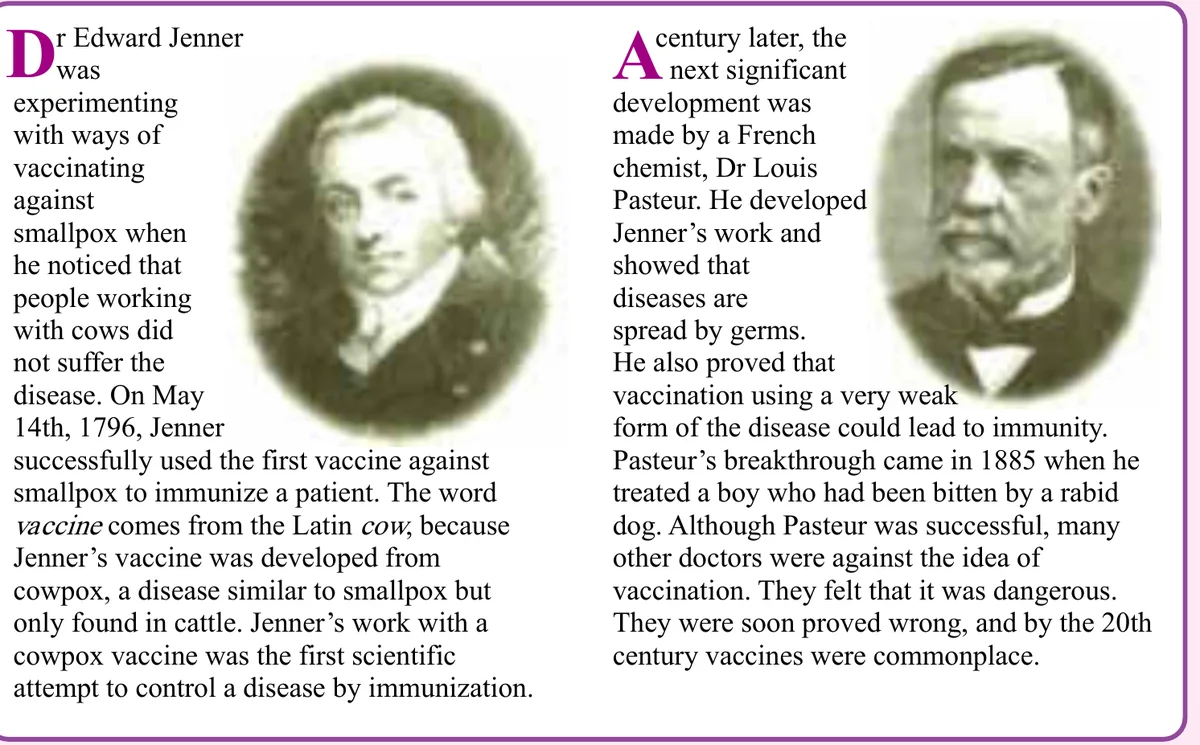 Dr Edward Jenner
was
experimenting
with ways of
vaccinating
against
smallpox when
he noticed that
people working
with cows did
not suffer the
disease. On May
14th, 1796, Jenner
successfully used the first vaccine against
smallpox to immunize a patient. The word
vaccine comes from the Latin cow, because
Jenner’s vaccine was developed from
cowpox, a disease similar to smallpox but
only found in cattle. Jenner’s work with a
cowpox vaccine was the first scientific
attempt to control a disease by immunization.
A century later, the
next significant
development was
made by a French
chemist, Dr Louis
Pasteur. He developed
Jenner’s work and
showed that
diseases are
spread by germs.
He also proved that
vaccination using a very weak
form of the disease could lead to immunity.
Pasteur’s breakthrough came in 1885 when he
treated a boy who had been bitten by a rabid
dog. Although Pasteur was successful, many
other doctors were against the idea of
vaccination. They felt that it was dangerous.
They were soon proved wrong, and by the 20th
century vaccines were commonplace.